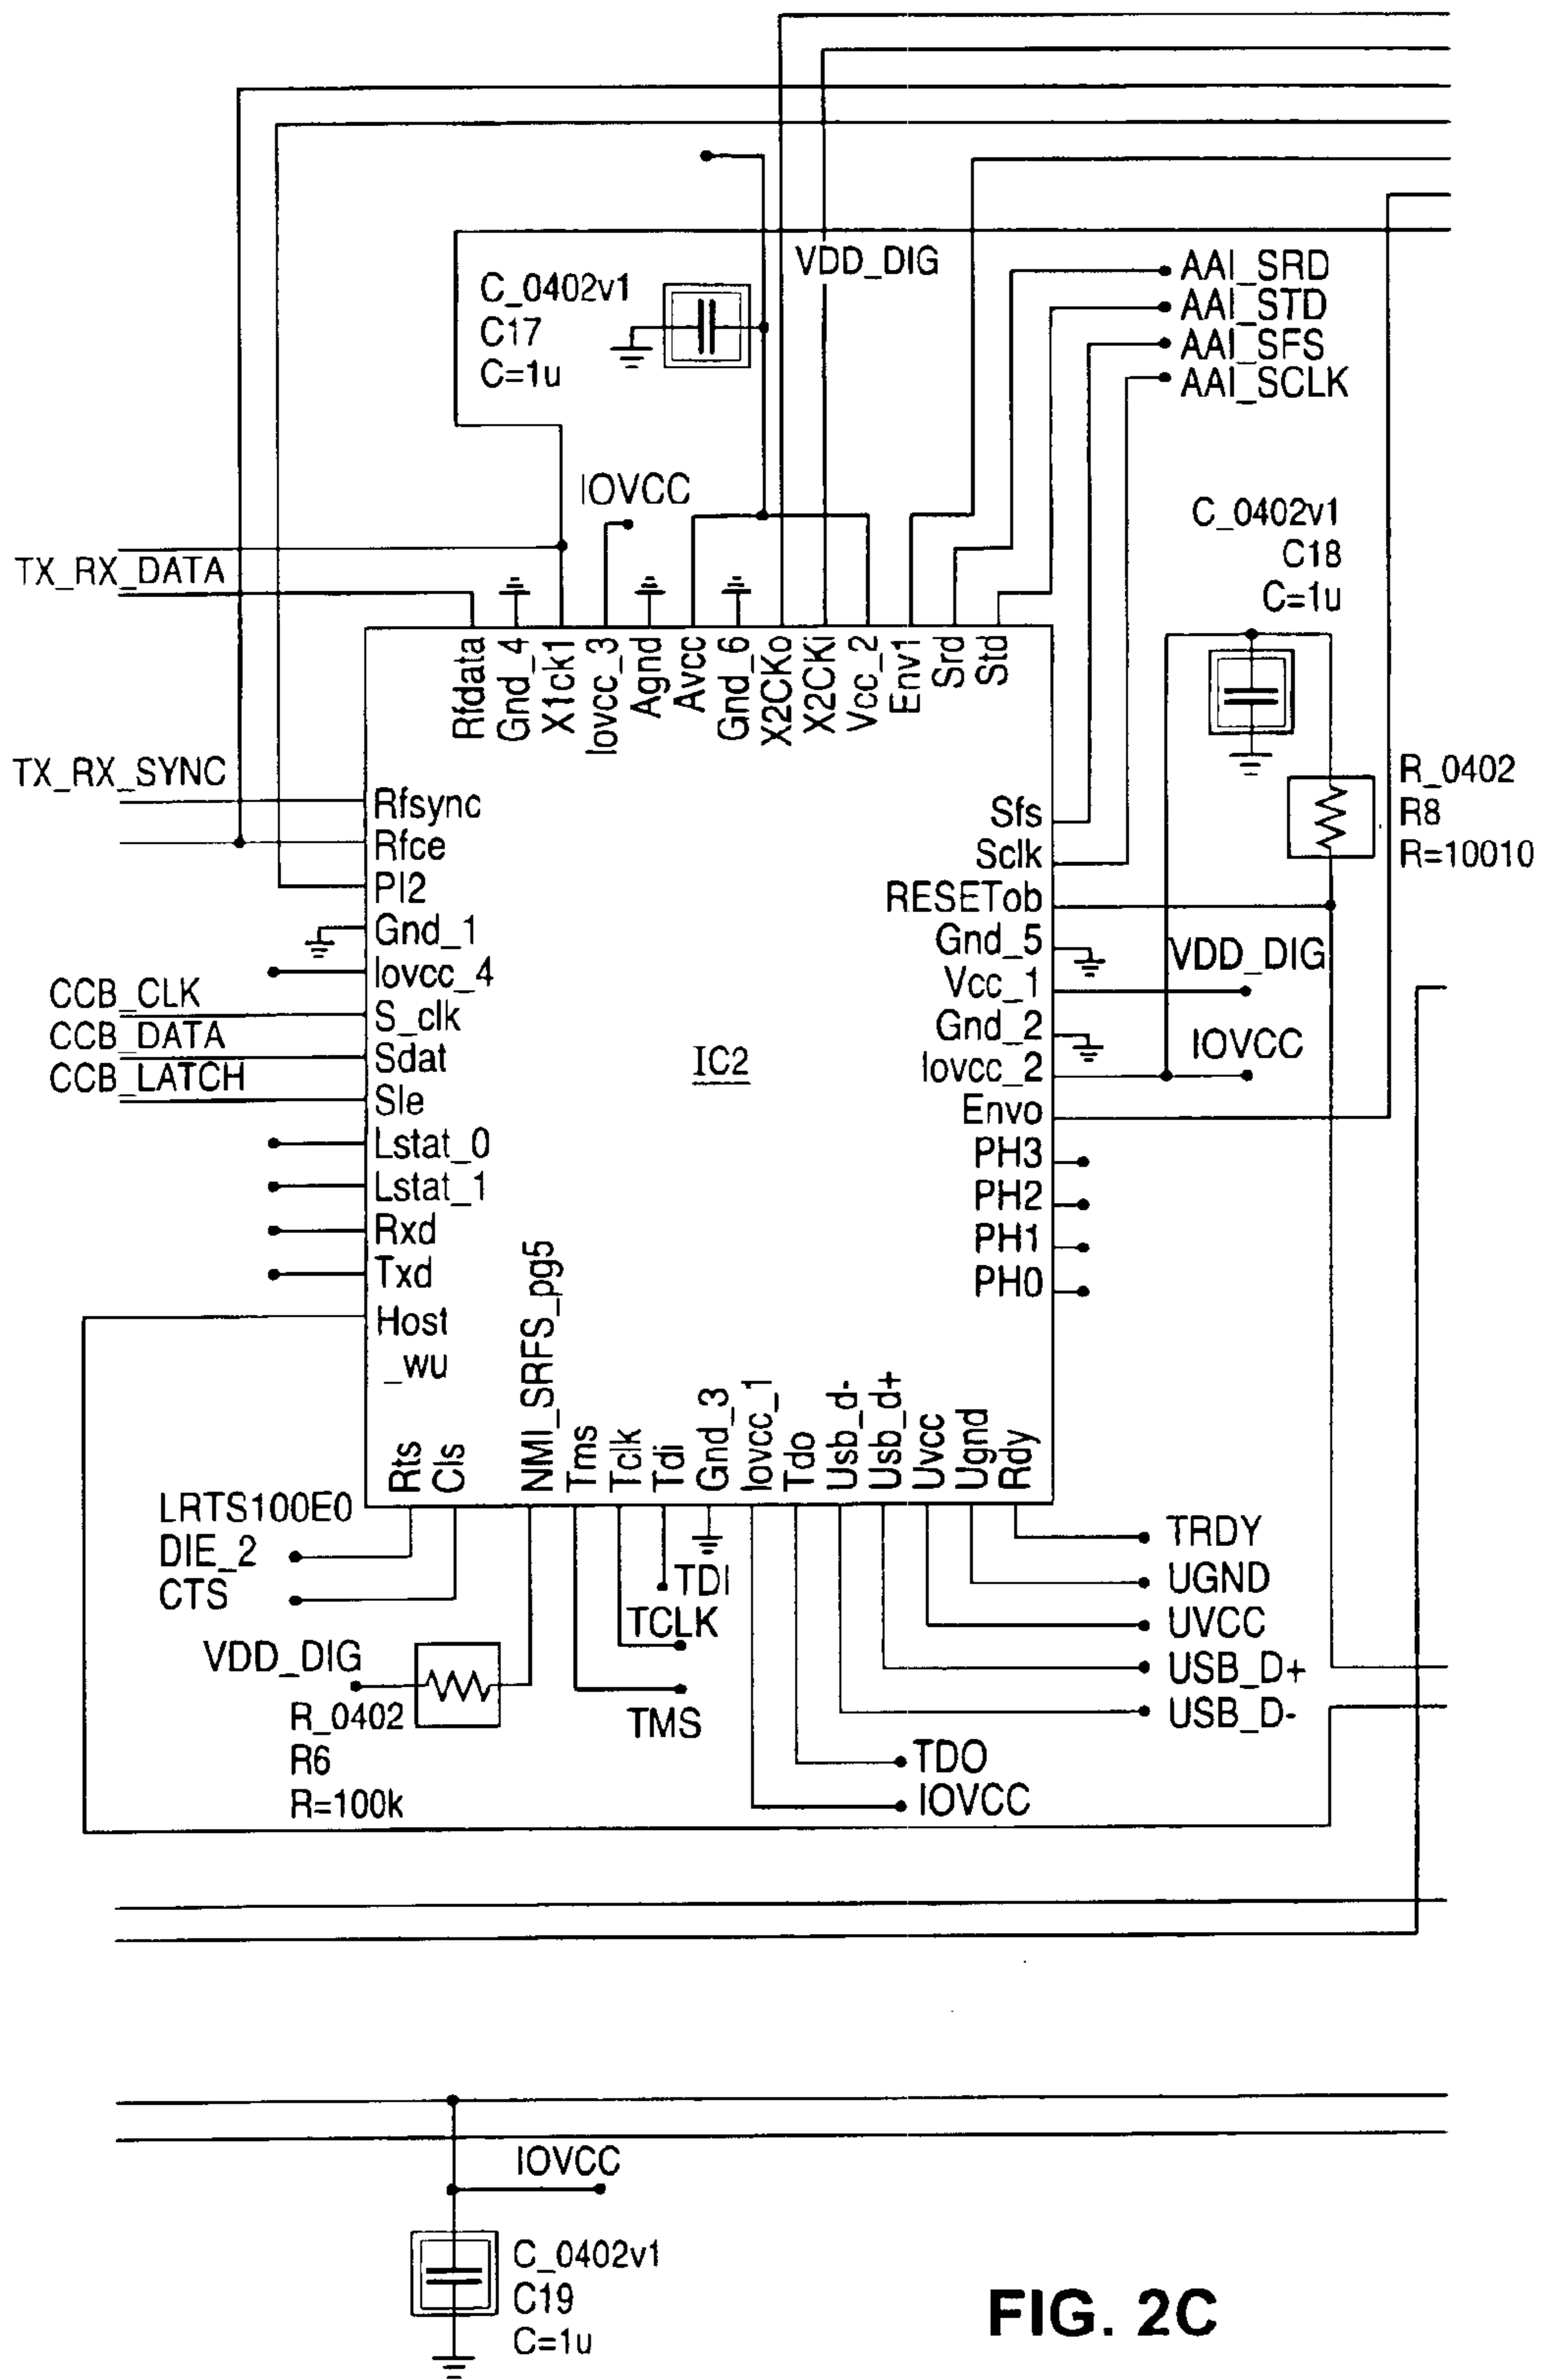 VDD_DIG
C_0402v1
C17
C=1u
AAI_SRD
AAI_STD
AAI_SFS
AAI_SCLK
IOVCC
C_0402v1
C18
C=1u
TX_RX_DATA
Rfdata
Gnd_4
X1ck1
Iovcc_3
Agnd
Avcc
Gnd_6
X2CKo
X2CKi
Vcc_2
Env1
Srd
Std
TX_RX_SYNC
Rfsync
Rfce
PI2
Gnd_1
Iovcc_4
CCB_CLK
S_clk
CCB_DATA
Sdat
CCB_LATCH
Sle
Lstat_0
Lstat_1
Rxd
Txd
Host
_wu
IC2
Sfs
Sclk
RESETob
Gnd_5
Vcc_1
Gnd_2
Iovcc_2
Envo
PH3
PH2
PH1
PH0
R_0402
R8
R=10010
VDD_DIG
IOVCC
Rts
Cls
NMI_SRFS_pg5
Tms
Tclk
Tdi
Gnd_3
Iovcc_1
Tdo
Usb_d-
Usb_d+
Uvcc
Ugnd
Rdy
LRTS100E0
DIE_2
CTS
VDD_DIG
R_0402
R6
R=100k
TDI
TCLK
TMS
TRDY
UGND
UVCC
USB_D+
USB_D-
TDO
IOVCC
IOVCC
C_0402v1
C19
C=1u
FIG. 2C